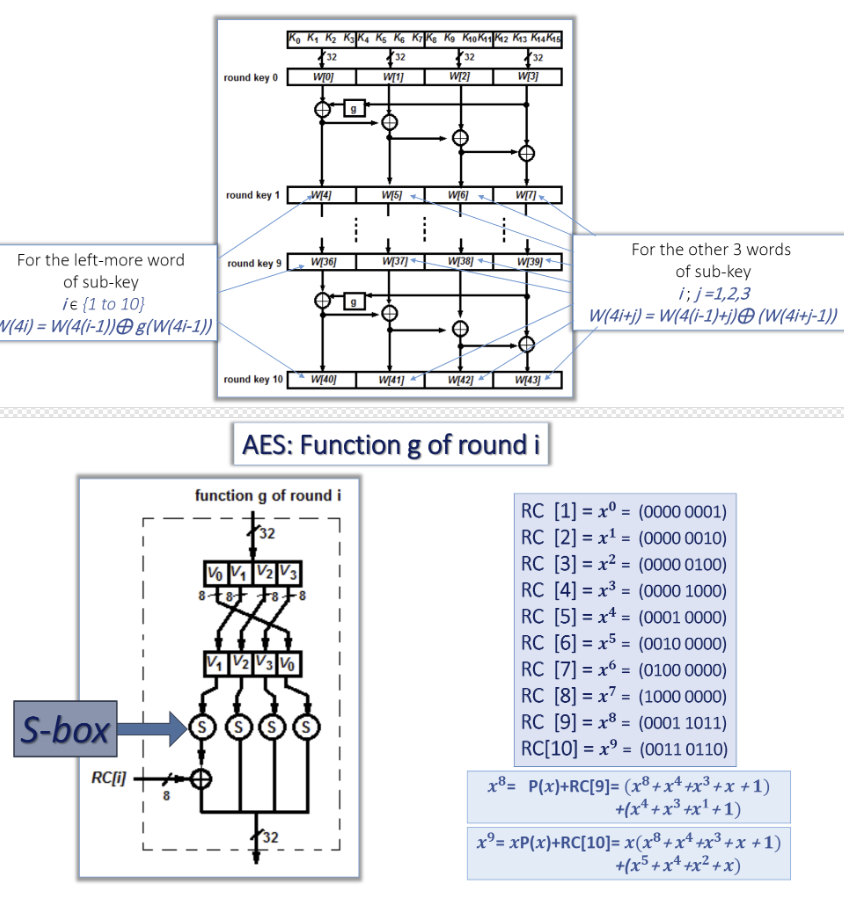 K₀ K₁ K₂ K₃ K₄ K₅ K₆ K₇ K₈ K₉ K₁₀ K₁₁ K₁₂ K₁₃ K₁₄ K₁₅
32 32 32 32
round key 0 W[0] W[1] W[2] W[3]
g
round key 1 W[4] W[5] W[6] W[7]
For the left-more word
of sub-key
i ϵ {1 to 10}
W(4i) = W(4(i-1))⊕ g(W(4i-1))
For the other 3 words
of sub-key
i ; j =1,2,3
W(4i+j) = W(4(i-1)+j)⊕ (W(4i+j-1))
round key 9 W[36] W[37] W[38] W[39]
g
round key 10 W[40] W[41] W[42] W[43]
AES: Function g of round i
function g of round i
32
V₀ V₁ V₂ V₃
8 8 8 8
V₁ V₂ V₃ V₀
S-box
S S S S
RC[i]
8
32
RC [1] = x⁰ = (0000 0001)
RC [2] = x¹ = (0000 0010)
RC [3] = x² = (0000 0100)
RC [4] = x³ = (0000 1000)
RC [5] = x⁴ = (0001 0000)
RC [6] = x⁵ = (0010 0000)
RC [7] = x⁶ = (0100 0000)
RC [8] = x⁷ = (1000 0000)
RC [9] = x⁸ = (0001 1011)
RC[10] = x⁹ = (0011 0110)
x⁸= P(x)+RC[9]= (x⁸+x⁴+x³+x +1)
+(x⁴+x³+x¹+1)
x⁹= xP(x)+RC[10]= x(x⁸+x⁴+x³+x +1)
+(x⁵+x⁴+x²+x)